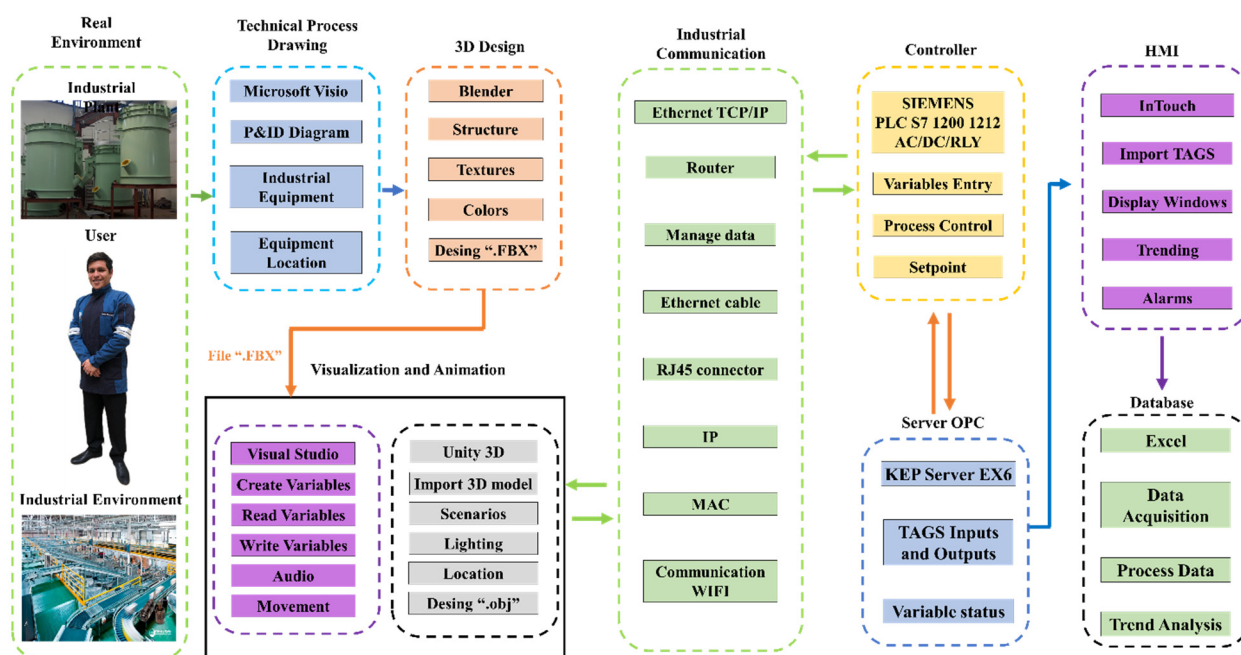 Real
Environment
Industrial
Plant
User
Industrial Environment
Technical Process
Drawing
Microsoft Visio
P&ID Diagram
Industrial
Equipment
Equipment
Location
3D Design
Blender
Structure
Textures
Colors
Desing “.FBX”
File “.FBX”
Visualization and Animation
Visual Studio
Create Variables
Read Variables
Write Variables
Audio
Movement
Unity 3D
Import 3D model
Scenarios
Lighting
Location
Desing “.obj”
Industrial
Communication
Ethernet TCP/IP
Router
Manage data
Ethernet cable
RJ45 connector
IP
MAC
Communication
WIFI
Controller
SIEMENS
PLC S7 1200 1212
AC/DC/RLY
Variables Entry
Process Control
Setpoint
Server OPC
KEP Server EX6
TAGS Inputs
and Outputs
Variable status
HMI
InTouch
Import TAGS
Display Windows
Trending
Alarms
Database
Excel
Data
Acquisition
Process Data
Trend Analysis